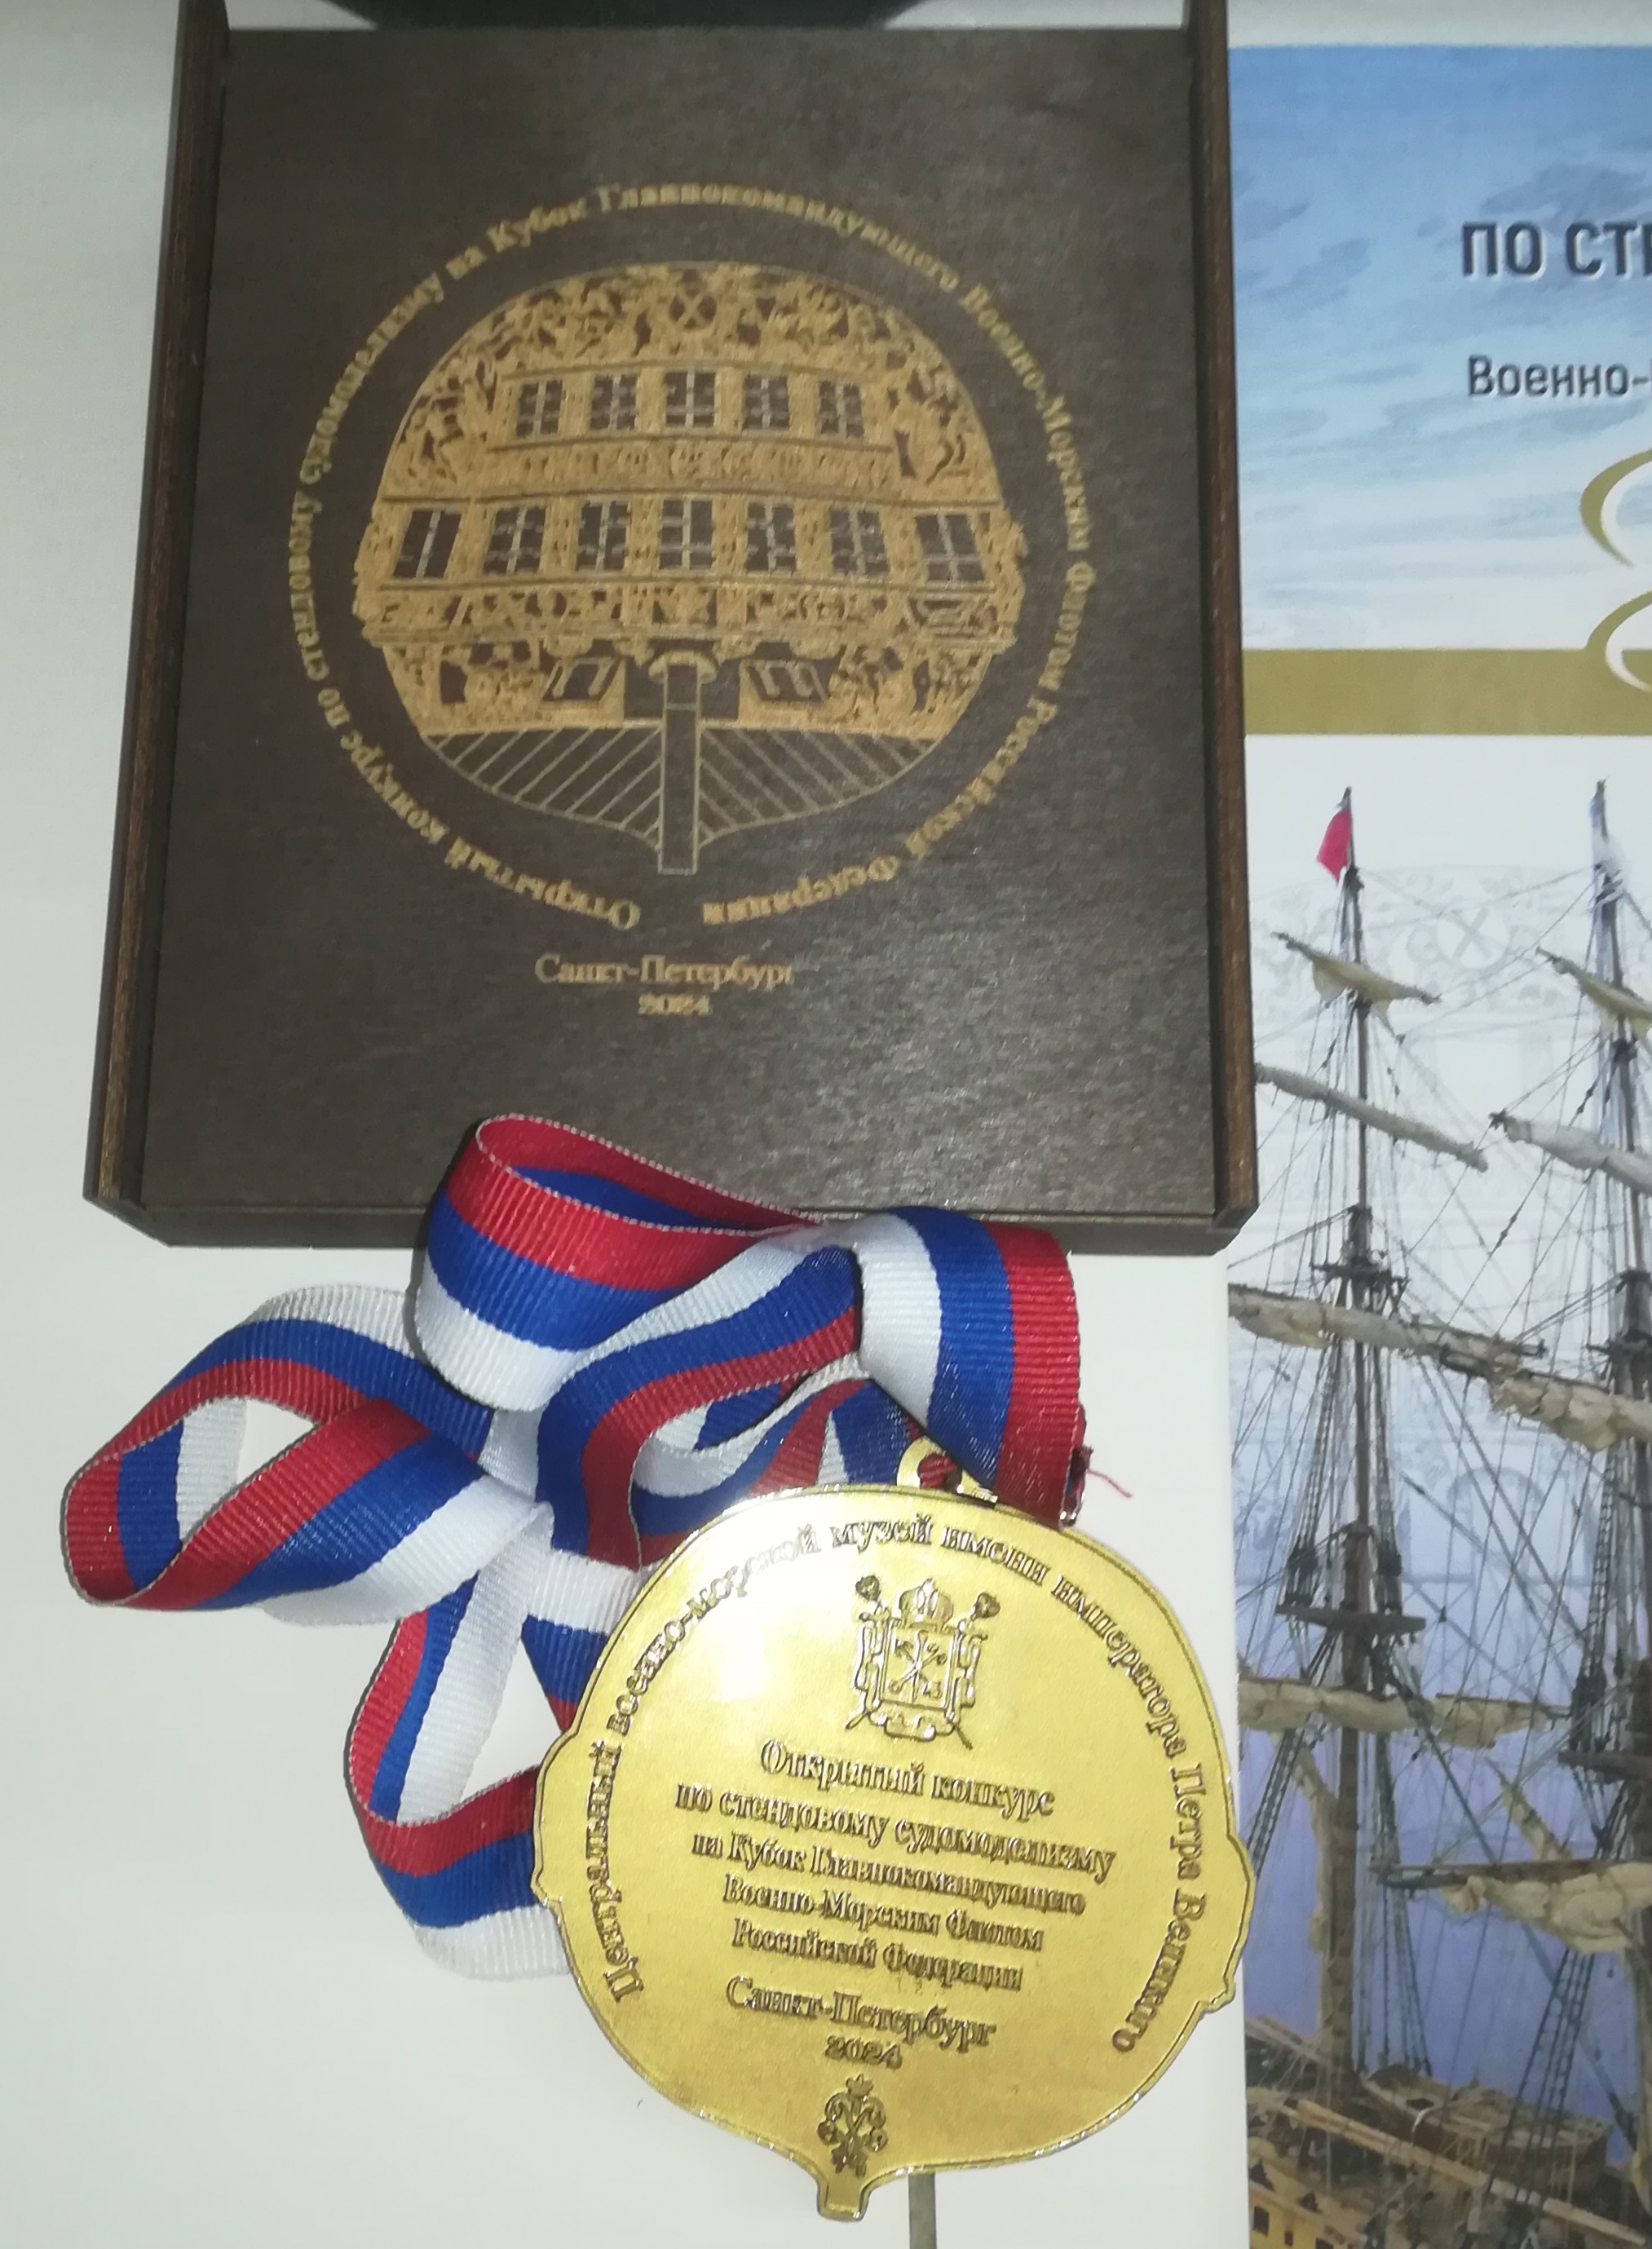 Открытый конкурс по стендовому судомоделизму на Кубок Главнокомандующего Военно-Морским Флотом Российской Федерации
Санкт-Петербург
2024
ПО СТЕ
Военно-
Центральный военно-морской музей имени императора Петра Великого
Открытый конкурс
по стендовому судомоделизму
на Кубок Главнокомандующего
Военно-Морским Флотом
Российской Федерации
Санкт-Петербург
2024